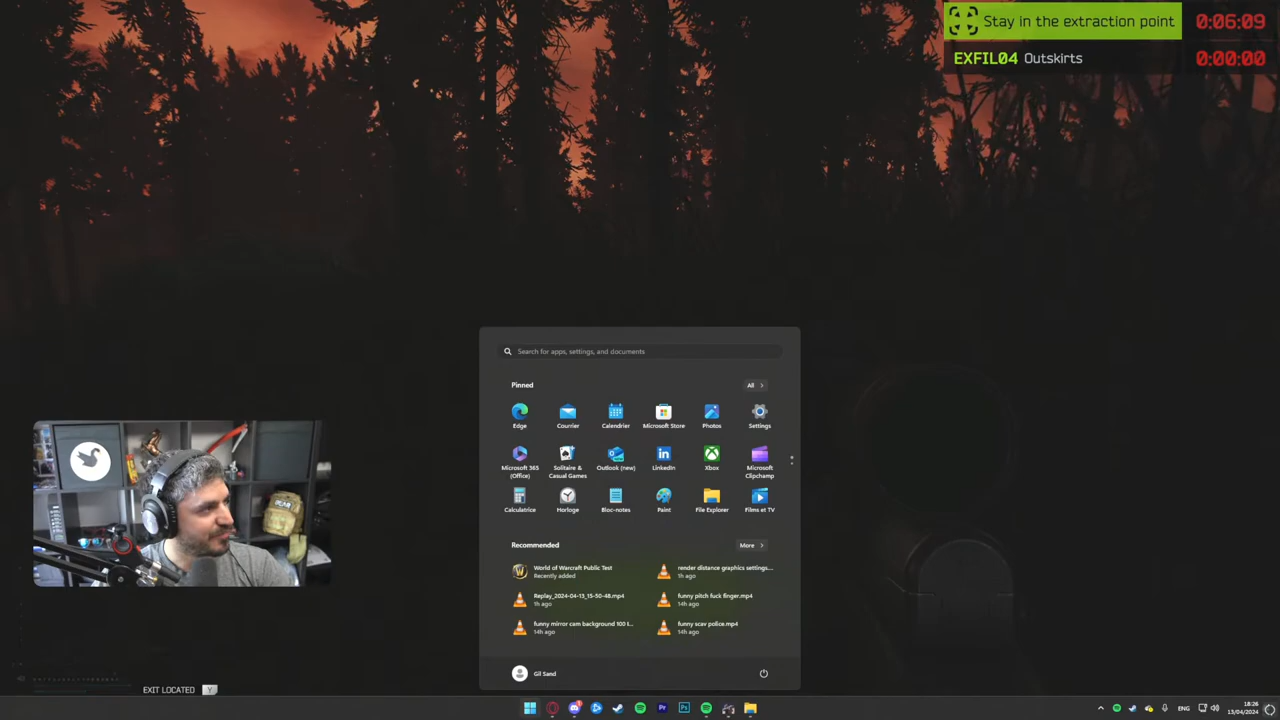 Stay in the extraction point 0:06:09
EXFIL04 Outskirts 0:00:00
Search for apps, settings, and documents
Pinned
All
Edge
Courrier
Calendrier
Microsoft Store
Photos
Settings
Microsoft 365
(Office)
Solitaire &
Casual Games
Outlook (new)
LinkedIn
Xbox
Microsoft
Clipchamp
Calculatrice
Horloge
Bloc-notes
Paint
File Explorer
Films et TV
Recommended
More
World of Warcraft Public Test
Recently added
render distance graphics settings...
1h ago
Replay_2024-04-13_15-50-48.mp4
1h ago
funny pitch fuck finger.mp4
14h ago
funny mirror cam background 100 t...
14h ago
funny scav police.mp4
14h ago
Gil Sand
EXIT LOCATED Y
ENG
18:26
13/04/2024